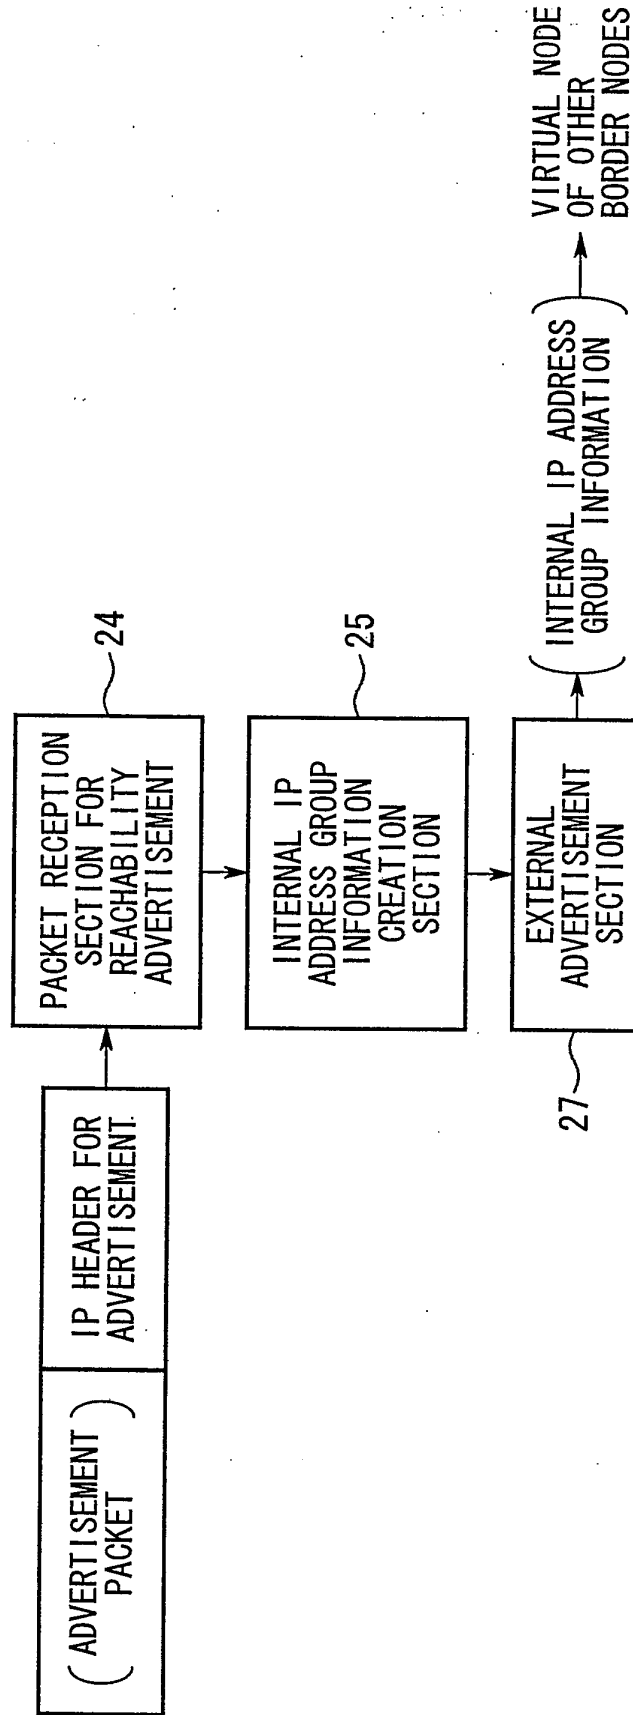 ( ADVERTISEMENT
PACKET )
IP HEADER FOR
ADVERTISEMENT.
PACKET RECEPTION
SECTION FOR
REACHABILITY
ADVERTISEMENT
24
INTERNAL IP
ADDRESS GROUP
INFORMATION
CREATION
SECTION
25
EXTERNAL
ADVERTISEMENT
SECTION
27
( INTERNAL IP ADDRESS
GROUP INFORMATION )
VIRTUAL NODE
OF OTHER
BORDER NODES